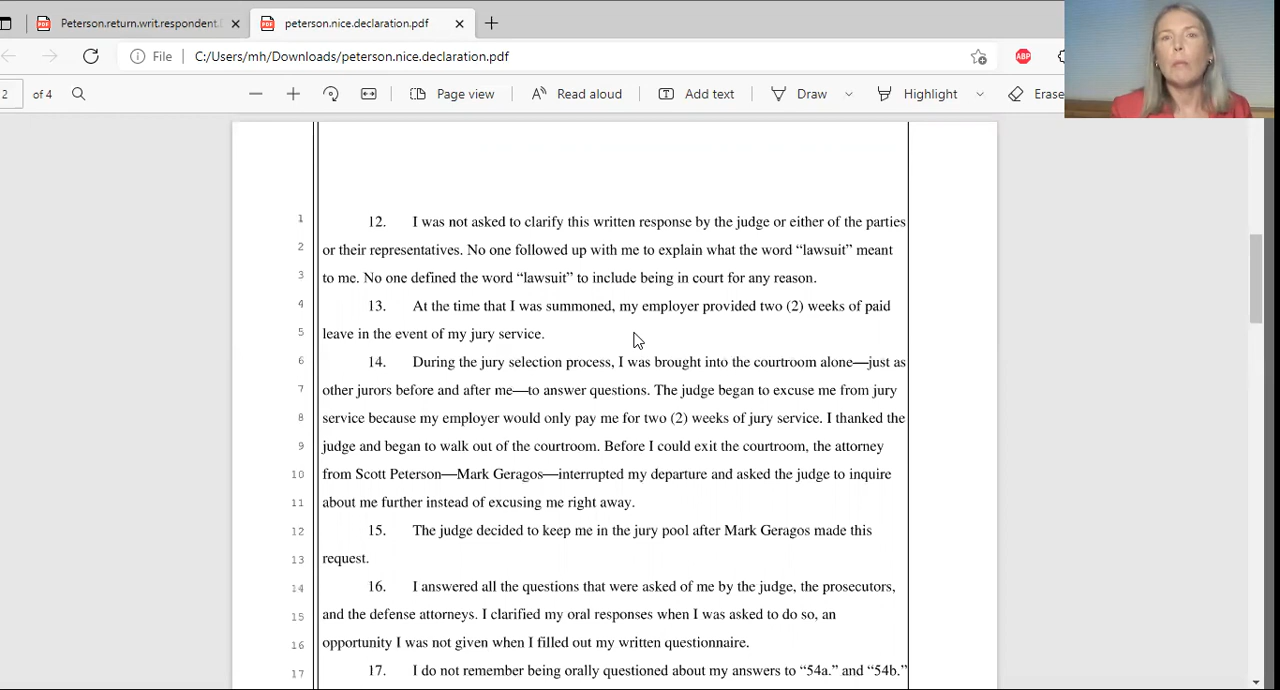 Peterson.return.writ.respondent.
peterson.nice.declaration.pdf
File C:/Users/mh/Downloads/peterson.nice.declaration.pdf
ABP
2 of 4 Page view Read aloud Add text Draw Highlight Erase
1 12. I was not asked to clarify this written response by the judge or either of the parties
2 or their representatives. No one followed up with me to explain what the word “lawsuit” meant
3 to me. No one defined the word “lawsuit” to include being in court for any reason.
4 13. At the time that I was summoned, my employer provided two (2) weeks of paid
5 leave in the event of my jury service.
6 14. During the jury selection process, I was brought into the courtroom alone—just as
7 other jurors before and after me—to answer questions. The judge began to excuse me from jury
8 service because my employer would only pay me for two (2) weeks of jury service. I thanked the
9 judge and began to walk out of the courtroom. Before I could exit the courtroom, the attorney
10 from Scott Peterson—Mark Geragos—interrupted my departure and asked the judge to inquire
11 about me further instead of excusing me right away.
12 15. The judge decided to keep me in the jury pool after Mark Geragos made this
13 request.
14 16. I answered all the questions that were asked of me by the judge, the prosecutors,
15 and the defense attorneys. I clarified my oral responses when I was asked to do so, an
16 opportunity I was not given when I filled out my written questionnaire.
17 17. I do not remember being orally questioned about my answers to “54a.” and “54b.”